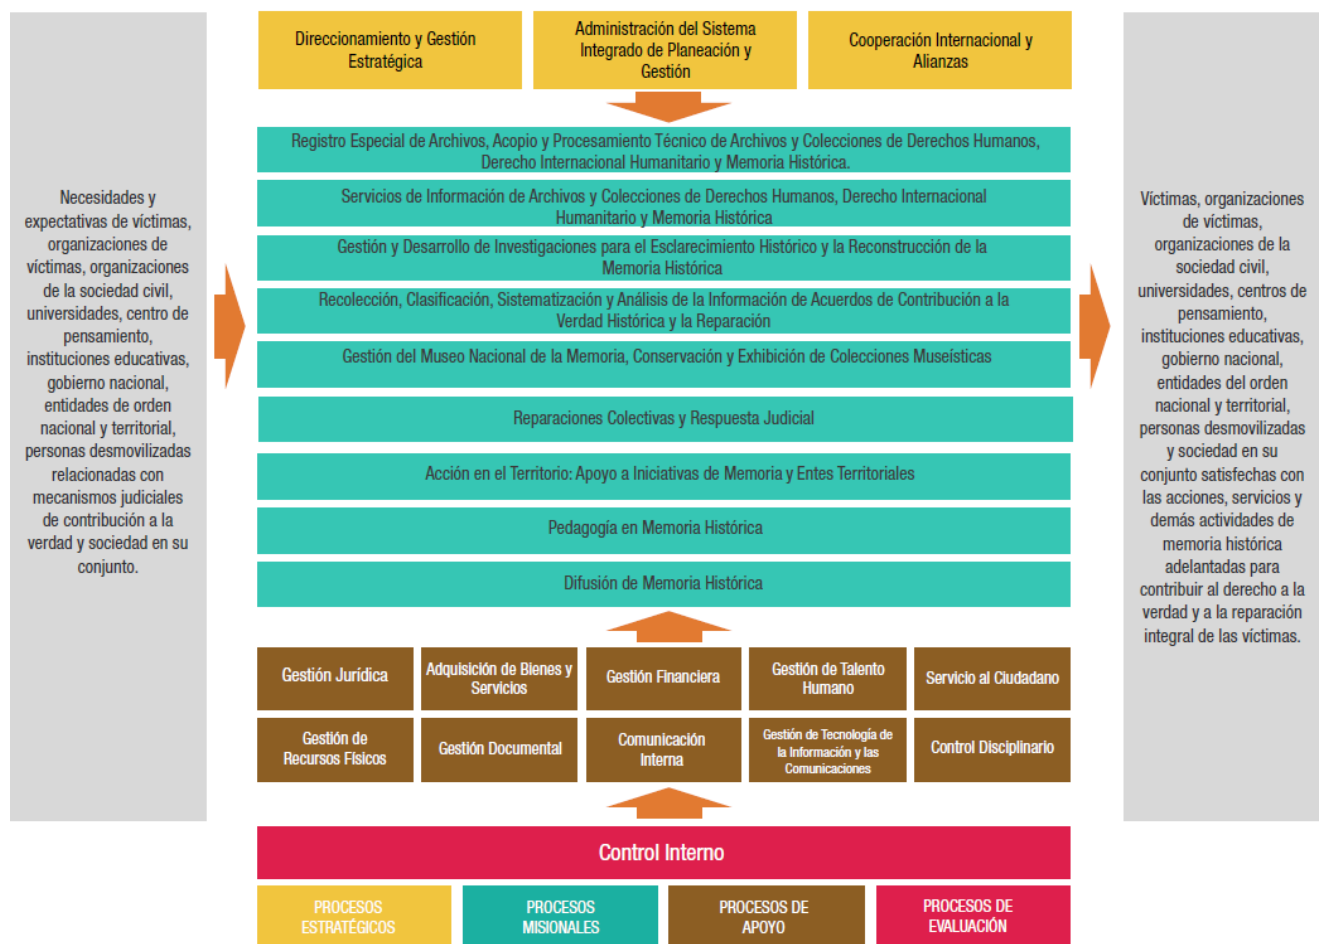 Direccionamiento y Gestión
Estratégica
Administración del Sistema
Integrado de Planeación y
Gestión
Cooperación Internacional y
Alianzas
Necesidades y
expectativas de víctimas,
organizaciones de
víctimas, organizaciones
de la sociedad civil,
universidades, centro de
pensamiento,
instituciones educativas,
gobierno nacional,
entidades de orden
nacional y territorial,
personas desmovilizadas
relacionadas con
mecanismos judiciales
de contribución a la
verdad y sociedad en su
conjunto.
Registro Especial de Archivos, Acopio y Procesamiento Técnico de Archivos y Colecciones de Derechos Humanos,
Derecho Internacional Humanitario y Memoria Histórica.
Servicios de Información de Archivos y Colecciones de Derechos Humanos, Derecho Internacional
Humanitario y Memoria Histórica
Gestión y Desarrollo de Investigaciones para el Esclarecimiento Histórico y la Reconstrucción de la
Memoria Histórica
Recolección, Clasificación, Sistematización y Análisis de la Información de Acuerdos de Contribución a la
Verdad Histórica y la Reparación
Gestión del Museo Nacional de la Memoria, Conservación y Exhibición de Colecciones Museísticas
Reparaciones Colectivas y Respuesta Judicial
Acción en el Territorio: Apoyo a Iniciativas de Memoria y Entes Territoriales
Pedagogía en Memoria Histórica
Difusión de Memoria Histórica
Víctimas, organizaciones
de víctimas,
organizaciones de la
sociedad civil,
universidades, centros de
pensamiento,
instituciones educativas,
gobierno nacional,
entidades del orden
nacional y territorial,
personas desmovilizadas
y sociedad en su
conjunto satisfechas con
las acciones, servicios y
demás actividades de
memoria histórica
adelantadas para
contribuir al derecho a la
verdad y a la reparación
integral de las víctimas.
Gestión Jurídica
Adquisición de Bienes y
Servicios
Gestión Financiera
Gestión de Talento
Humano
Servicio al Ciudadano
Gestión de
Recursos Físicos
Gestión Documental
Comunicación
Interna
Gestión de Tecnología de
la Información y las
Comunicaciones
Control Disciplinario
Control Interno
PROCESOS
ESTRATÉGICOS
PROCESOS
MISIONALES
PROCESOS DE
APOYO
PROCESOS DE
EVALUACIÓN